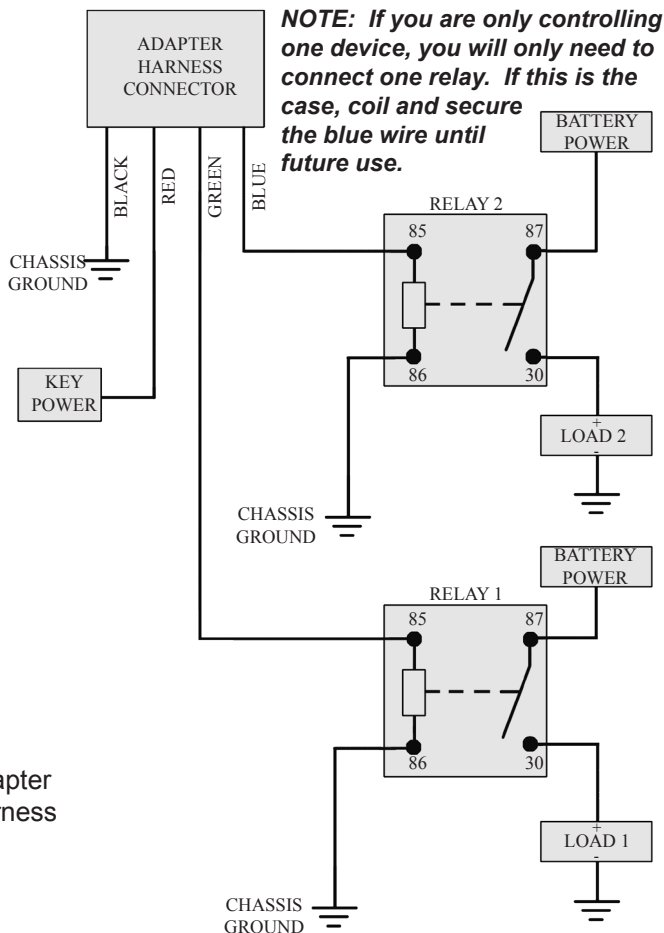 NOTE: If you are only controlling
one device, you will only need to
connect one relay. If this is the
case, coil and secure
the blue wire until
future use.
ADAPTER
HARNESS
CONNECTOR
BLACK
RED
GREEN
BLUE
CHASSIS
GROUND
KEY
POWER
BATTERY
POWER
RELAY 2
85
87
86
30
+
LOAD 2
-
CHASSIS
GROUND
BATTERY
POWER
RELAY 1
85
87
86
30
+
LOAD 1
-
CHASSIS
GROUND
apter
rness